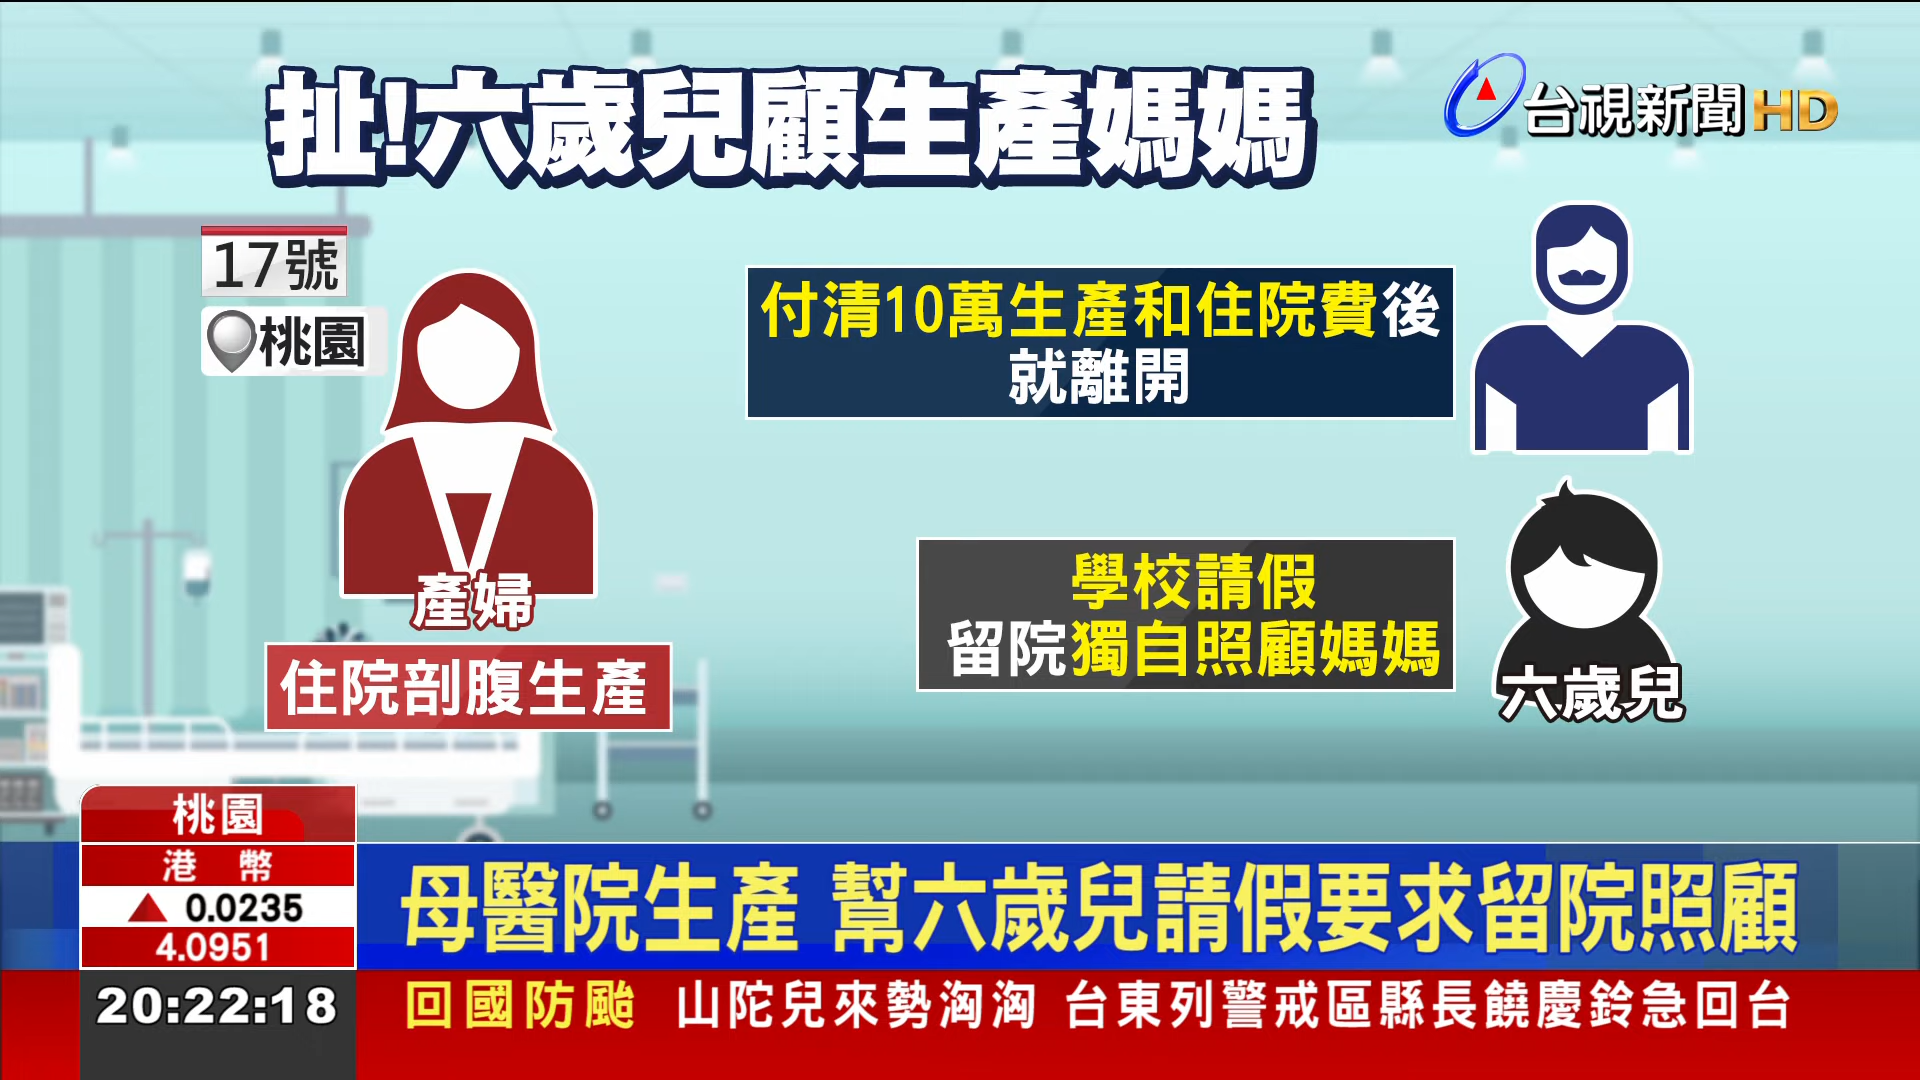 扯!六歲兒顧生產媽媽
台視新聞HD
17號
桃園
付清10萬生產和住院費後
就離開
產婦
住院剖腹生產
學校請假
留院獨自照顧媽媽
六歲兒
桃園
港 幣
▲ 0.0235
4.0951
母醫院生產 幫六歲兒請假要求留院照顧
20:22:18
回國防颱 山陀兒來勢洶洶 台東列警戒區縣長饒慶鈴急回台